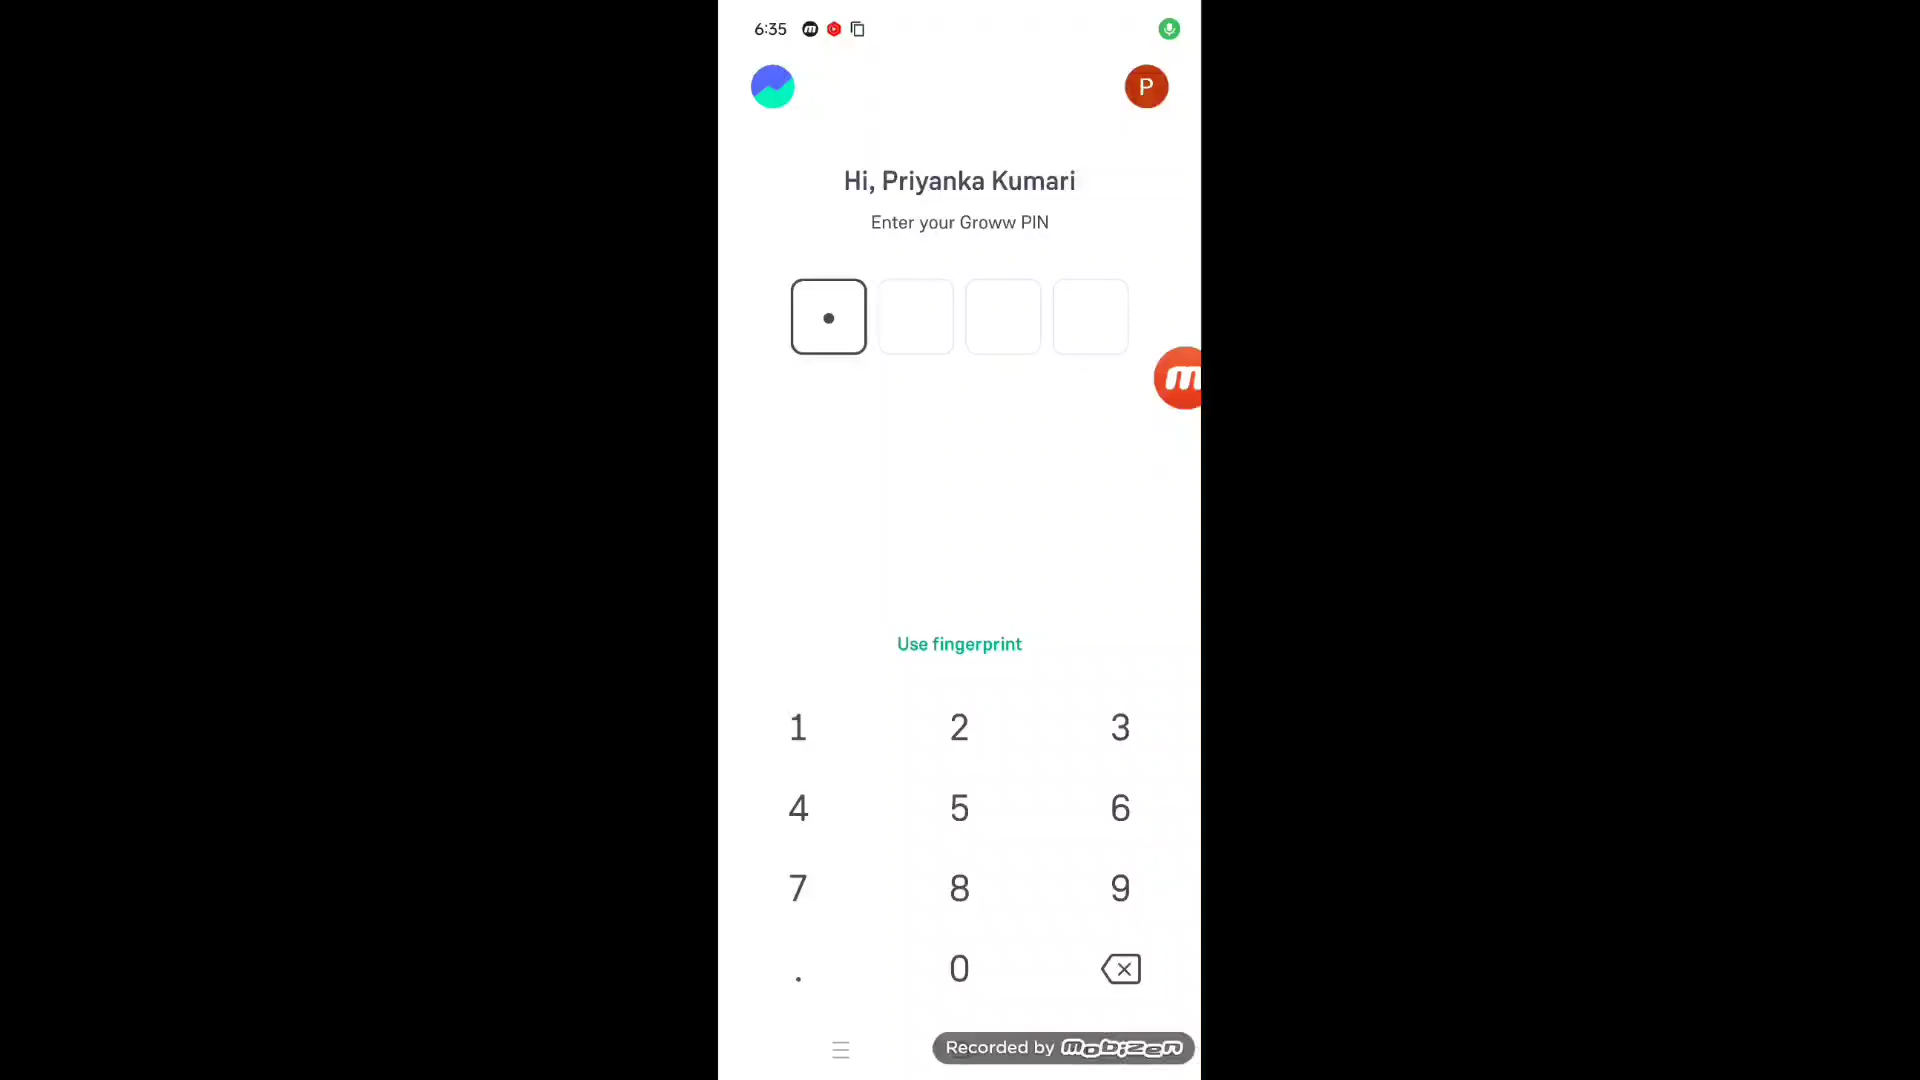 6:35
P
Hi, Priyanka Kumari
Enter your Groww PIN
m
Use fingerprint
1 2 3
4 5 6
7 8 9
. 0
Recorded by mobizen